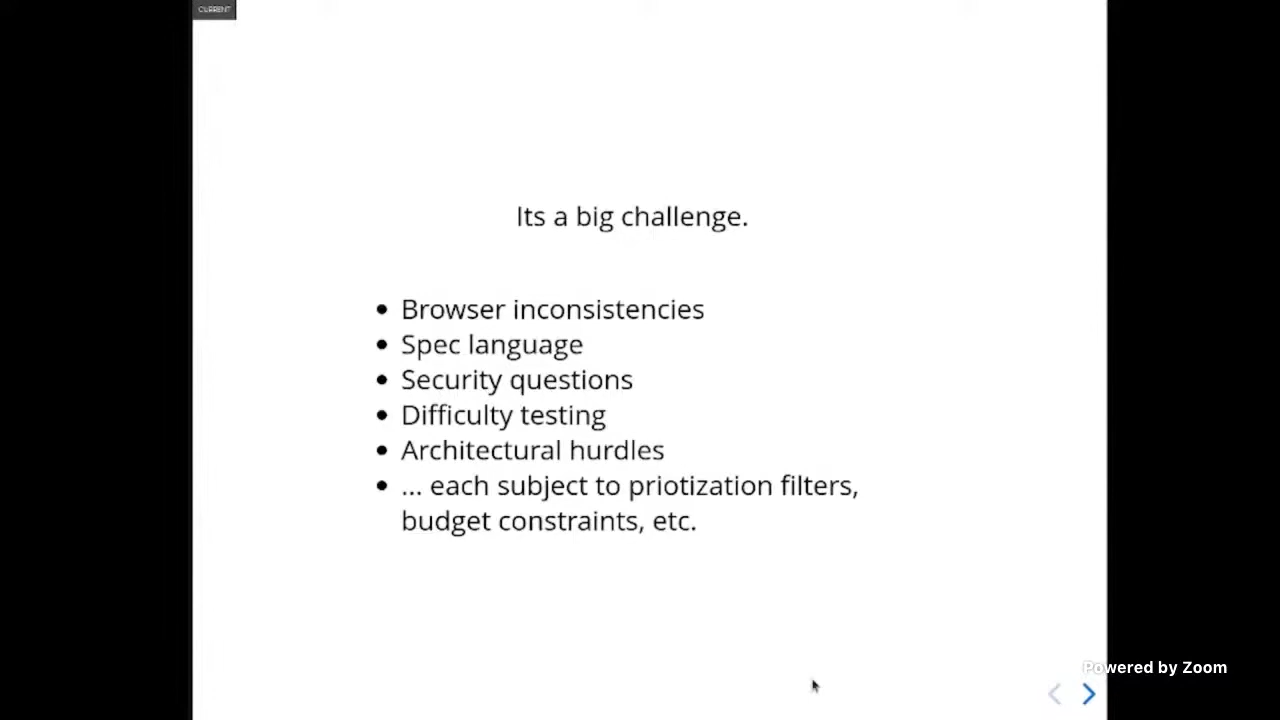 CURRENT
Its a big challenge.
• Browser inconsistencies
• Spec language
• Security questions
• Difficulty testing
• Architectural hurdles
• ... each subject to priotization filters,
budget constraints, etc.
Powered by Zoom